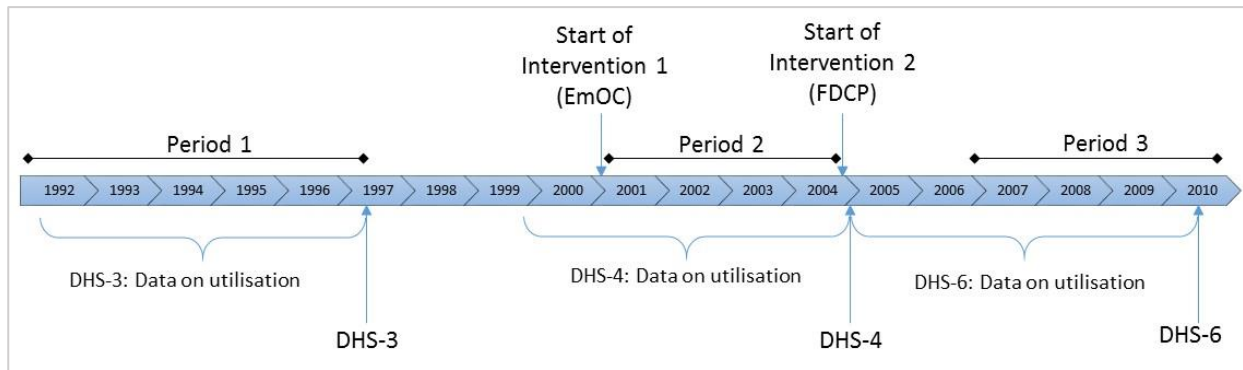 Start of
Intervention 1
(EmOC)
Start of
Intervention 2
(FDCP)
Period 1
Period 2
Period 3
1992 1993 1994 1995 1996 1997 1998 1999 2000 2001 2002 2003 2004 2005 2006 2007 2008 2009 2010
DHS-3: Data on utilisation
DHS-4: Data on utilisation
DHS-6: Data on utilisation
DHS-3
DHS-4
DHS-6